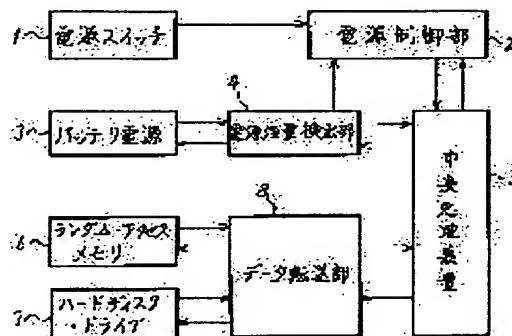 1
電源スイッチ
電源制御部
2
3
バッテリ電源
4
電源残量検出部
5
中央処理装置
6
ランダムアクセス
メモリ
8
データ転送部
7
ハードディスク
・ドライブ